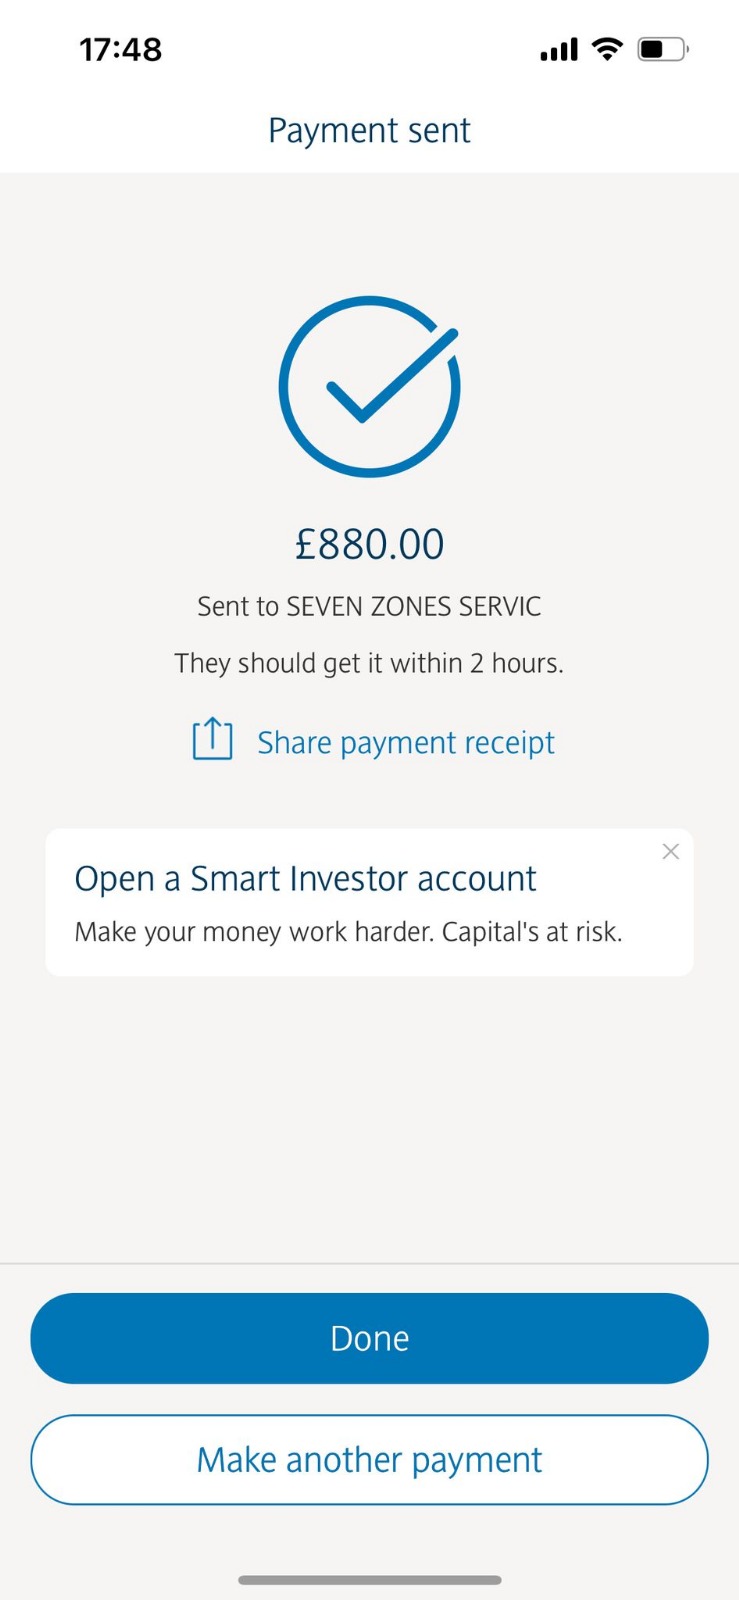 17:48
Payment sent
£880.00
Sent to SEVEN ZONES SERVIC
They should get it within 2 hours.
Share payment receipt
Open a Smart Investor account
Make your money work harder. Capital's at risk.
Done
Make another payment